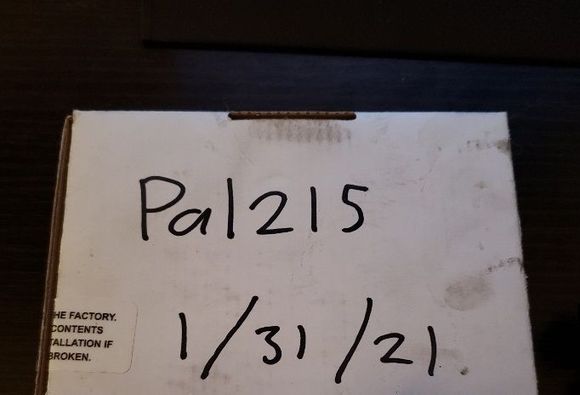 Pal215
1/31/21
HE FACTORY.
CONTENTS
TALLATION IF
BROKEN.